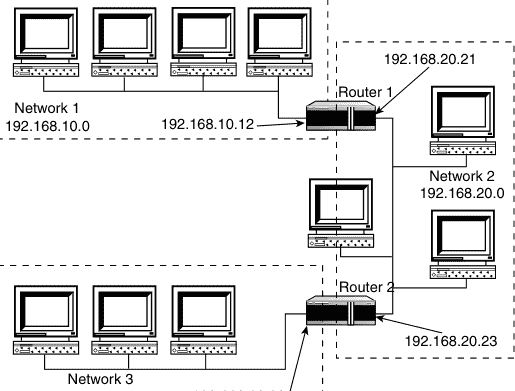 192.168.20.21
Router 1
Network 1
192.168.10.0
192.168.10.12
Network 2
192.168.20.0
Router 2
192.168.20.23
Network 3